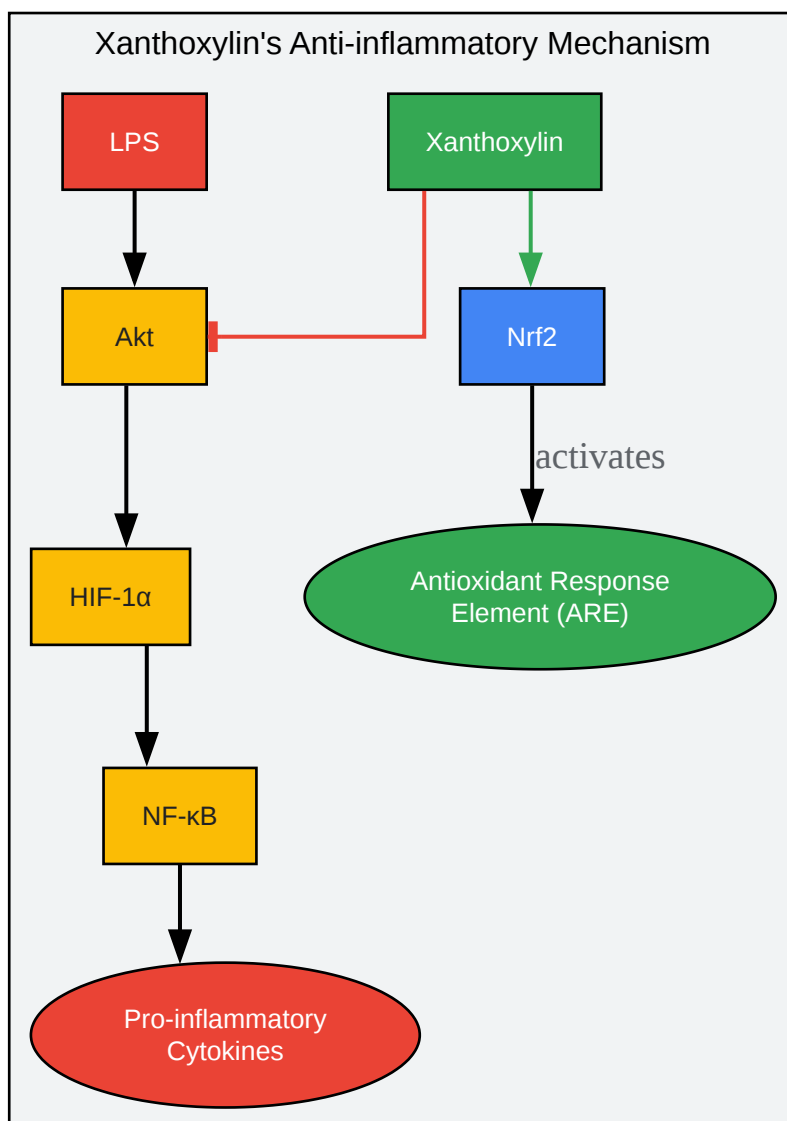 Xanthoxylin's Anti-inflammatory Mechanism
LPS
Xanthoxylin
Akt
Nrf2
activates
HIF-1α
Antioxidant Response
Element (ARE)
NF-κB
Pro-inflammatory
Cytokines